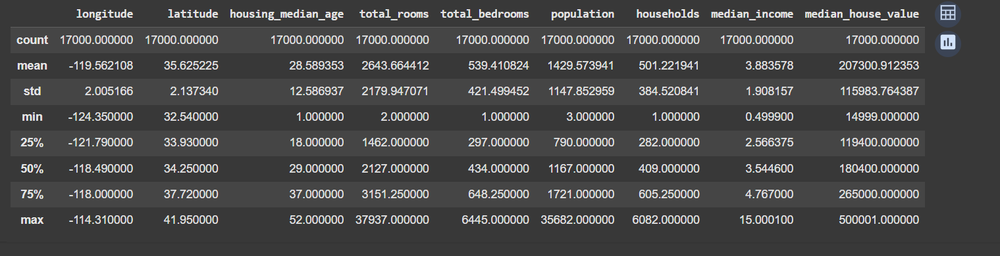 longitude latitude housing_median_age total_rooms total_bedrooms population households median_income median_house_value
count 17000.000000 17000.000000 17000.000000 17000.000000 17000.000000 17000.000000 17000.000000 17000.000000 17000.000000
mean -119.562108 35.625225 28.589353 2643.664412 539.410824 1429.573941 501.221941 3.883578 207300.912353
std 2.005166 2.137340 12.586937 2179.947071 421.499452 1147.852959 384.520841 1.908157 115983.764387
min -124.350000 32.540000 1.000000 2.000000 1.000000 3.000000 1.000000 0.499900 14999.000000
25% -121.790000 33.930000 18.000000 1462.000000 297.000000 790.000000 282.000000 2.566375 119400.000000
50% -118.490000 34.250000 29.000000 2127.000000 434.000000 1167.000000 409.000000 3.544600 180400.000000
75% -118.000000 37.720000 37.000000 3151.250000 648.250000 1721.000000 605.250000 4.767000 265000.000000
max -114.310000 41.950000 52.000000 37937.000000 6445.000000 35682.000000 6082.000000 15.000100 500001.000000